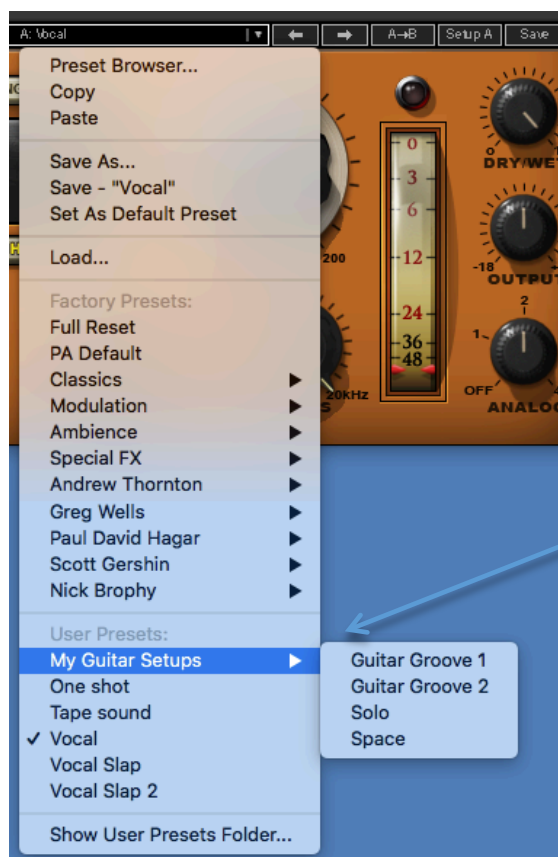 A: Vocal
A→B
Setup A
Save
Preset Browser...
Copy
Paste
Save As...
Save - "Vocal"
Set As Default Preset
Load...
Factory Presets:
Full Reset
PA Default
Classics
Modulation
Ambience
Special FX
Andrew Thornton
Greg Wells
Paul David Hagar
Scott Gershin
Nick Brophy
User Presets:
My Guitar Setups
One shot
Tape sound
✓ Vocal
Vocal Slap
Vocal Slap 2
Show User Presets Folder...
Guitar Groove 1
Guitar Groove 2
Solo
Space
200
20kHz
0
3
6
12
24
36
48
0
DRY/WET
-18
OUTPUT
2
1
OFF
ANALOG